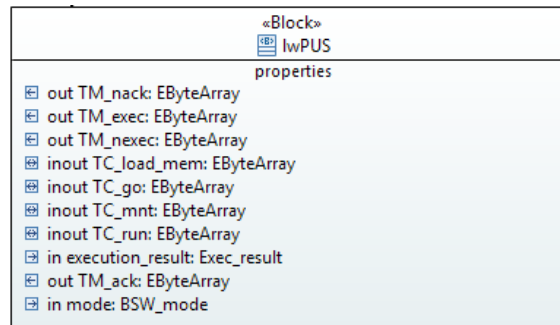 «Block»
IwPUS
properties
out TM_nack: EByteArray
out TM_exec: EByteArray
out TM_nexec: EByteArray
inout TC_load_mem: EByteArray
inout TC_go: EByteArray
inout TC_mnt: EByteArray
inout TC_run: EByteArray
in execution_result: Exec_result
out TM_ack: EByteArray
in mode: BSW_mode